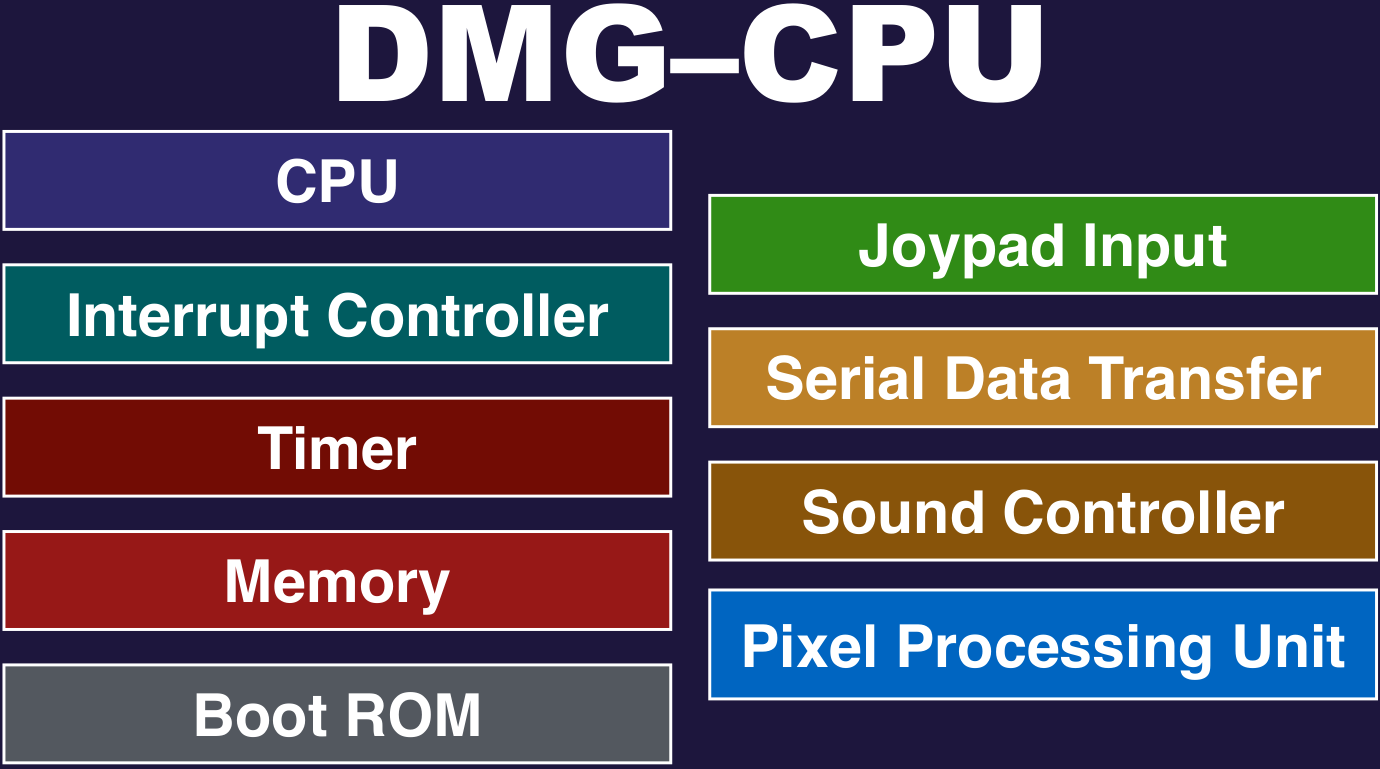 DMG–CPU
CPU
Interrupt Controller
Timer
Memory
Boot ROM
Joypad Input
Serial Data Transfer
Sound Controller
Pixel Processing Unit